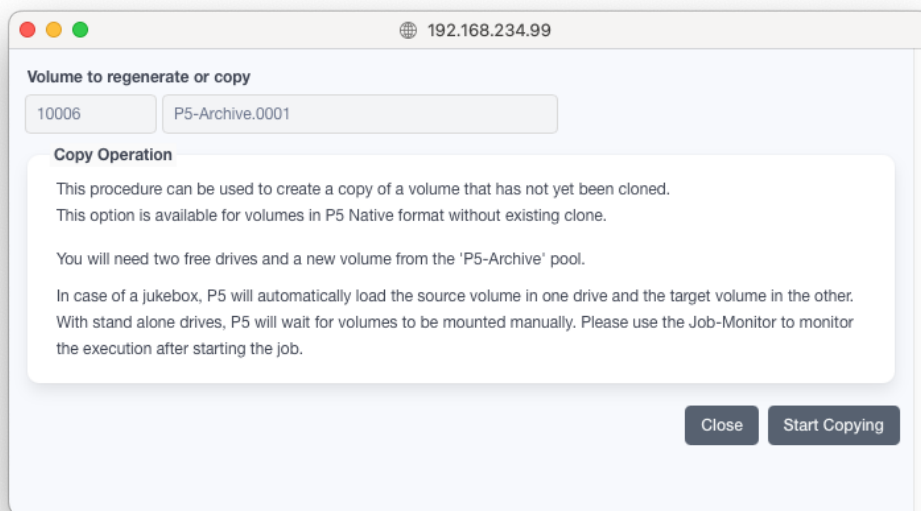 192.168.234.99
Volume to regenerate or copy
10006
P5-Archive.0001
Copy Operation
This procedure can be used to create a copy of a volume that has not yet been cloned.
This option is available for volumes in P5 Native format without existing clone.
You will need two free drives and a new volume from the 'P5-Archive' pool.
In case of a jukebox, P5 will automatically load the source volume in one drive and the target volume in the other.
With stand alone drives, P5 will wait for volumes to be mounted manually. Please use the Job-Monitor to monitor
the execution after starting the job.
Close
Start Copying